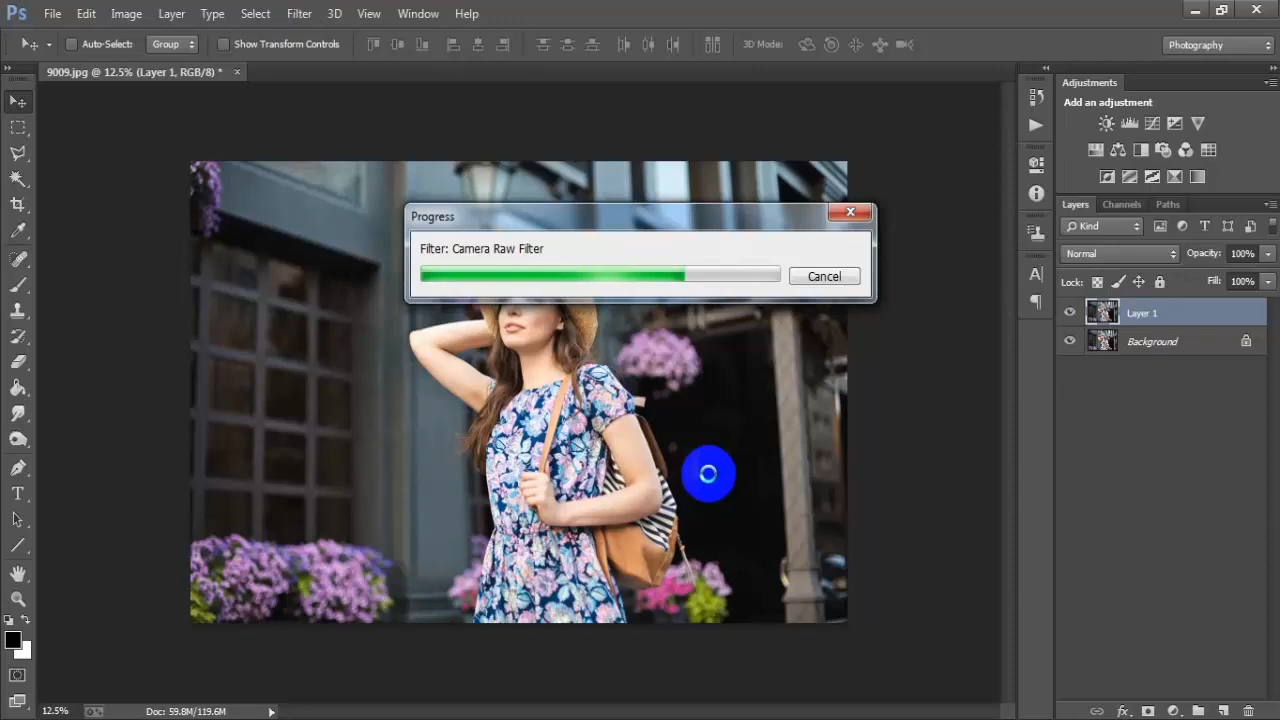 Ps File Edit Image Layer Type Select Filter 3D View Window Help
Auto-Select: Group Show Transform Controls 3D Mode: Photography
9009.jpg @ 12.5% (Layer 1, RGB/8) *
Adjustments
Add an adjustment
Layers Channels Paths
Kind
Normal Opacity: 100%
Lock: Fill: 100%
Layer 1
Background
Progress
Filter: Camera Raw Filter
Cancel
12.5% Doc: 59.8M/119.6M